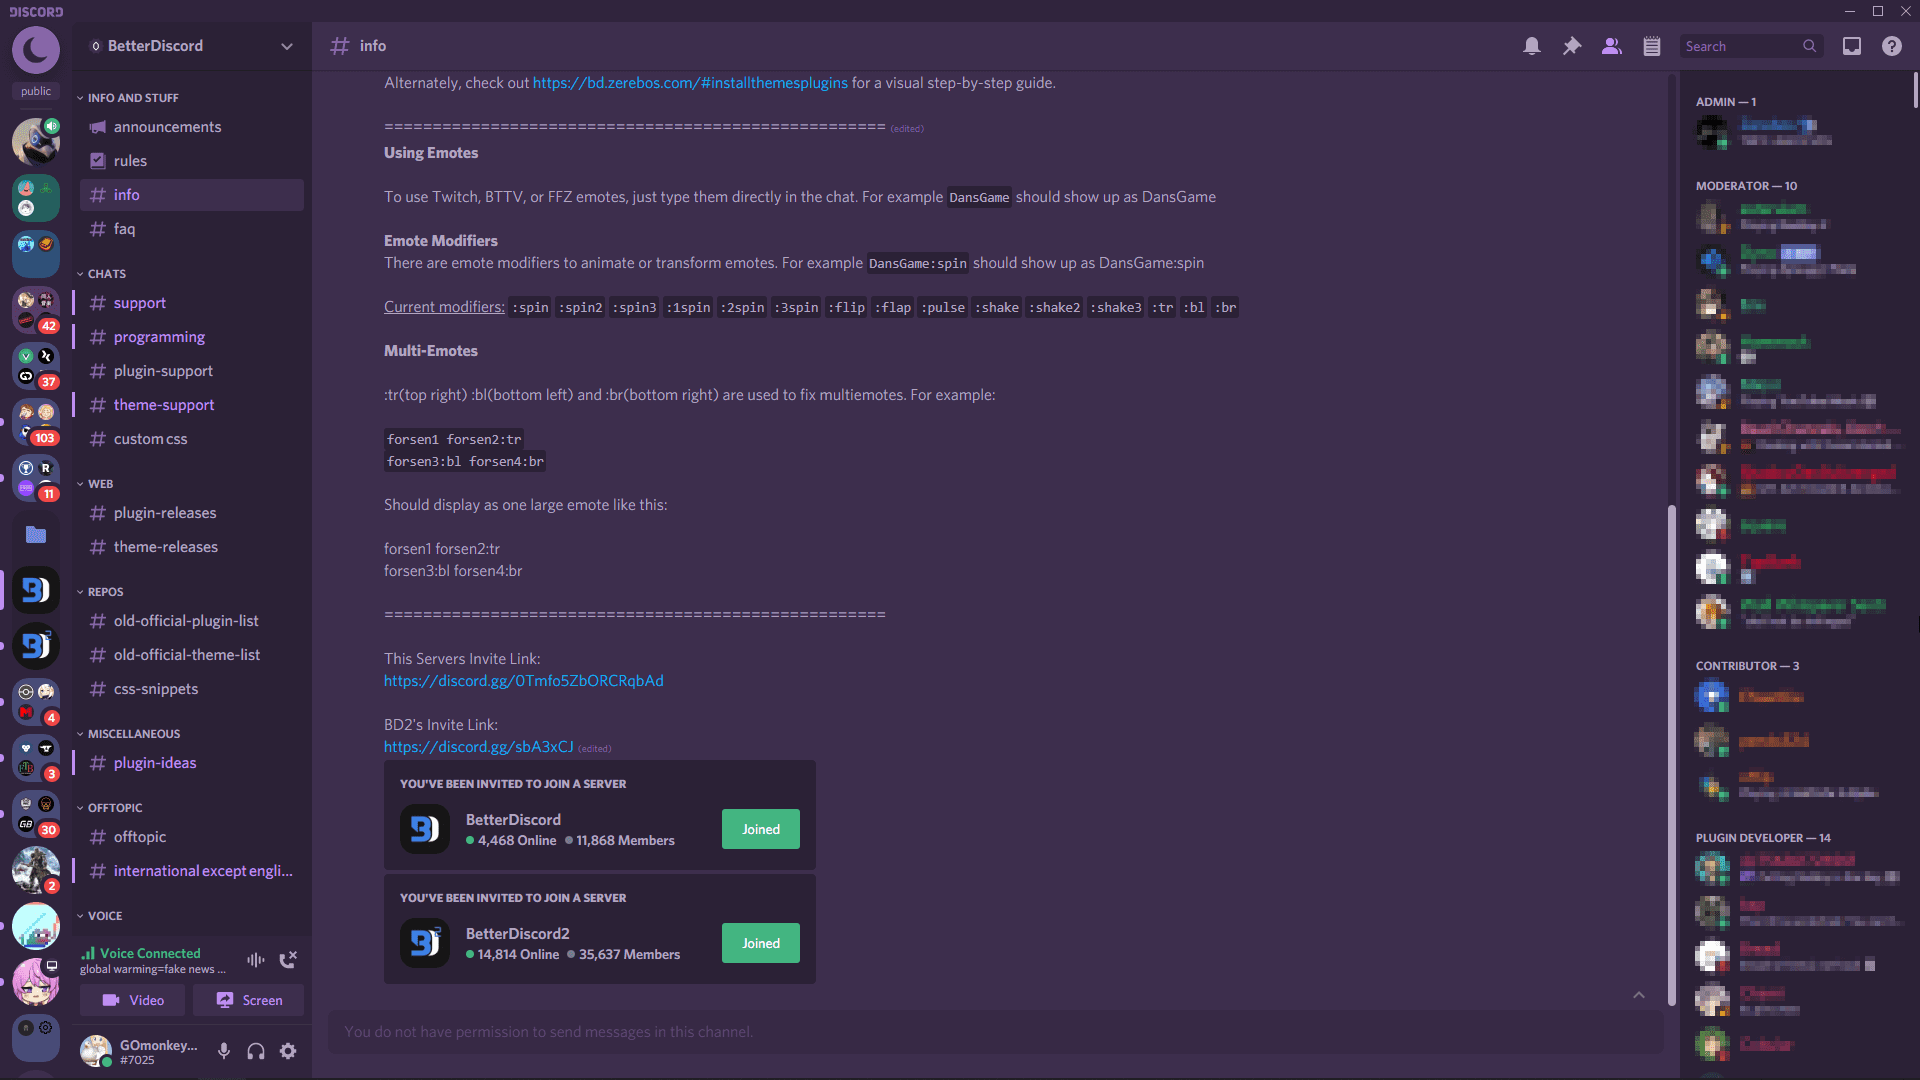 DISCORD
public
42
37
103
11
4
3
30
2
BetterDiscord
INFO AND STUFF
announcements
rules
info
faq
CHATS
support
programming
plugin-support
theme-support
custom css
WEB
plugin-releases
theme-releases
REPOS
old-official-plugin-list
old-official-theme-list
css-snippets
MISCELLANEOUS
plugin-ideas
OFFTOPIC
offtopic
international except engli...
VOICE
Voice Connected
global warming=fake news ...
Video Screen
GOmonkey...
#7025
# info
Search
Alternately, check out https://bd.zerebos.com/#installthemesplugins for a visual step-by-step guide.
==================================================== (edited)
Using Emotes
To use Twitch, BTTV, or FFZ emotes, just type them directly in the chat. For example DansGame should show up as DansGame
Emote Modifiers
There are emote modifiers to animate or transform emotes. For example DansGame:spin should show up as DansGame:spin
Current modifiers: :spin :spin2 :spin3 :1spin :2spin :3spin :flip :flap :pulse :shake :shake2 :shake3 :tr :bl :br
Multi-Emotes
:tr(top right) :bl(bottom left) and :br(bottom right) are used to fix multiemotes. For example:
forsen1 forsen2:tr
forsen3:bl forsen4:br
Should display as one large emote like this:
forsen1 forsen2:tr
forsen3:bl forsen4:br
====================================================
This Servers Invite Link:
https://discord.gg/0Tmfo5ZbORCRqbAd
BD2's Invite Link:
https://discord.gg/sbA3xCJ (edited)
YOU'VE BEEN INVITED TO JOIN A SERVER
BetterDiscord
4,468 Online 11,868 Members
Joined
YOU'VE BEEN INVITED TO JOIN A SERVER
BetterDiscord2
14,814 Online 35,637 Members
Joined
You do not have permission to send messages in this channel.
ADMIN — 1
MODERATOR — 10
CONTRIBUTOR — 3
PLUGIN DEVELOPER — 14